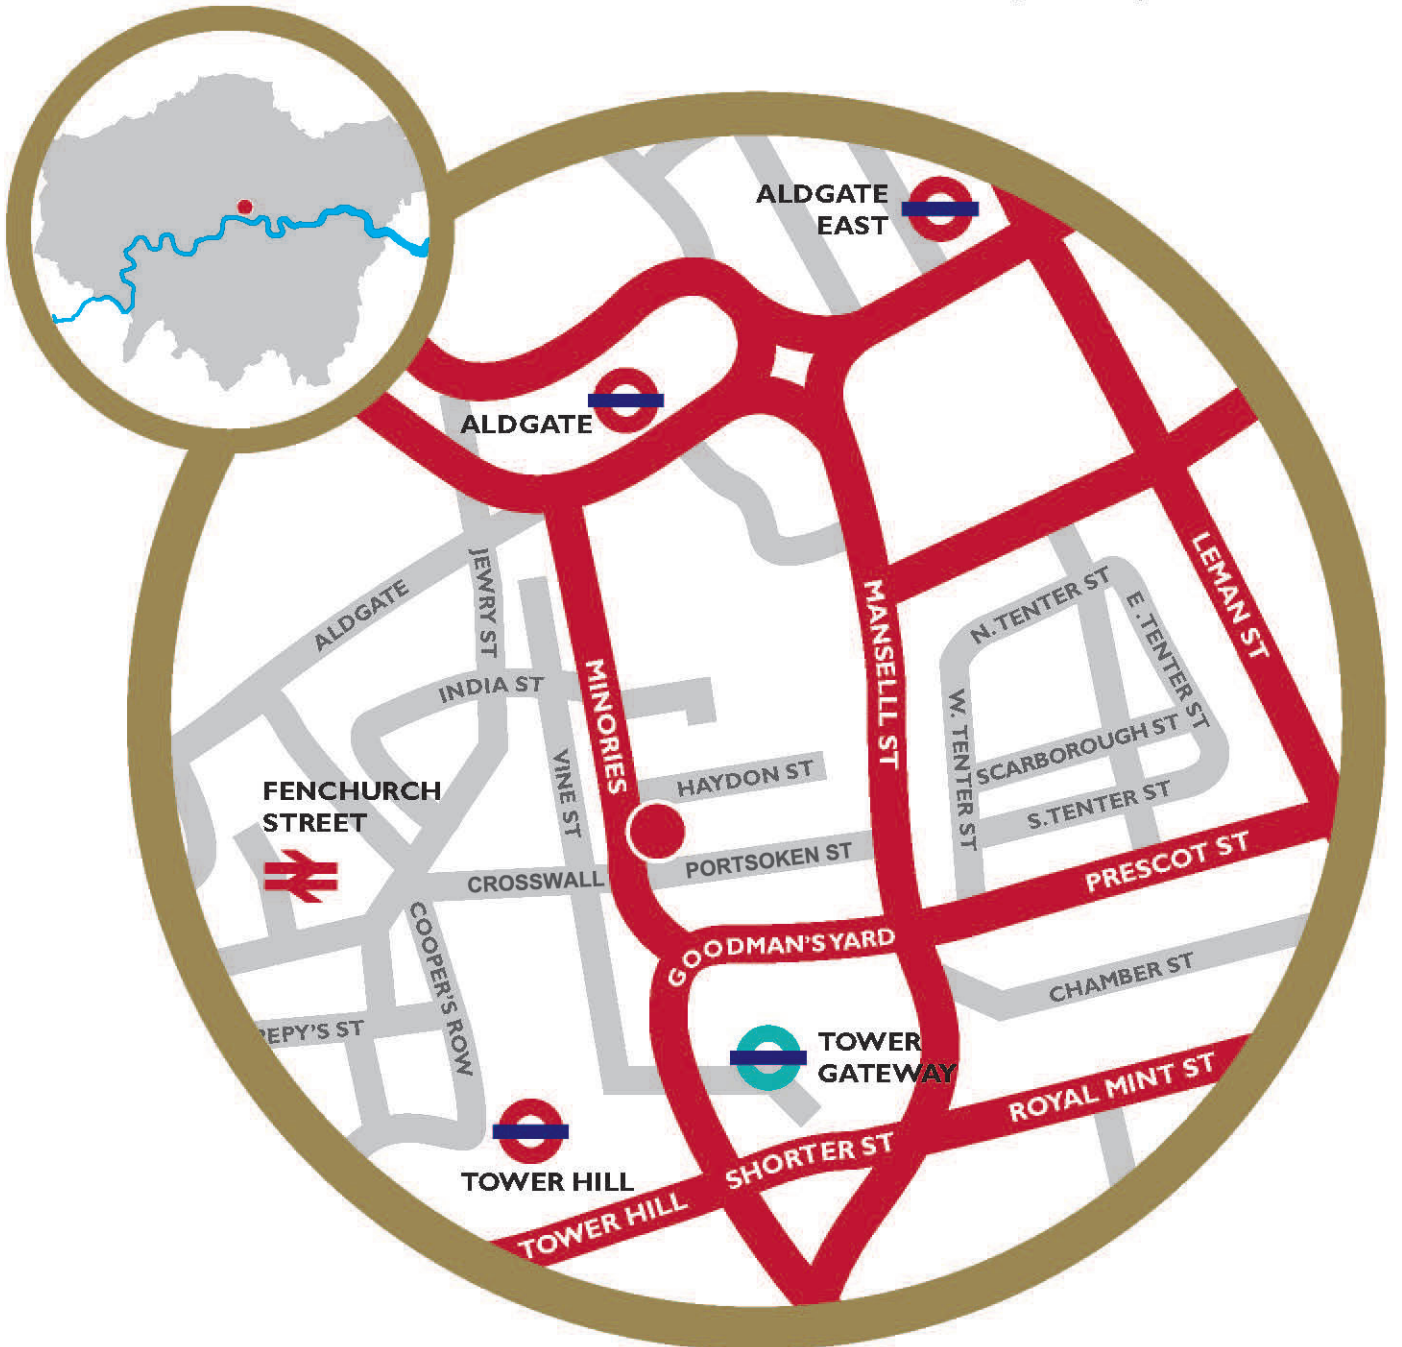 ALDGATE
EAST
ALDGATE
JEWRY ST
ALDGATE
INDIA ST
MINORIES
VINE ST
HAYDON ST
PORTSOKEN ST
CROSSWALL
MANSELLL ST
N. TENTER ST
E. TENTER ST
W. TENTER ST
SCARBOROUGH ST
S. TENTER ST
LEMAN ST
PRESCOT ST
FENCHURCH
STREET
COOPER'S ROW
PEPY'S ST
GOODMAN'S YARD
CHAMBER ST
TOWER
GATEWAY
ROYAL MINT ST
SHORTER ST
TOWER HILL
TOWER HILL